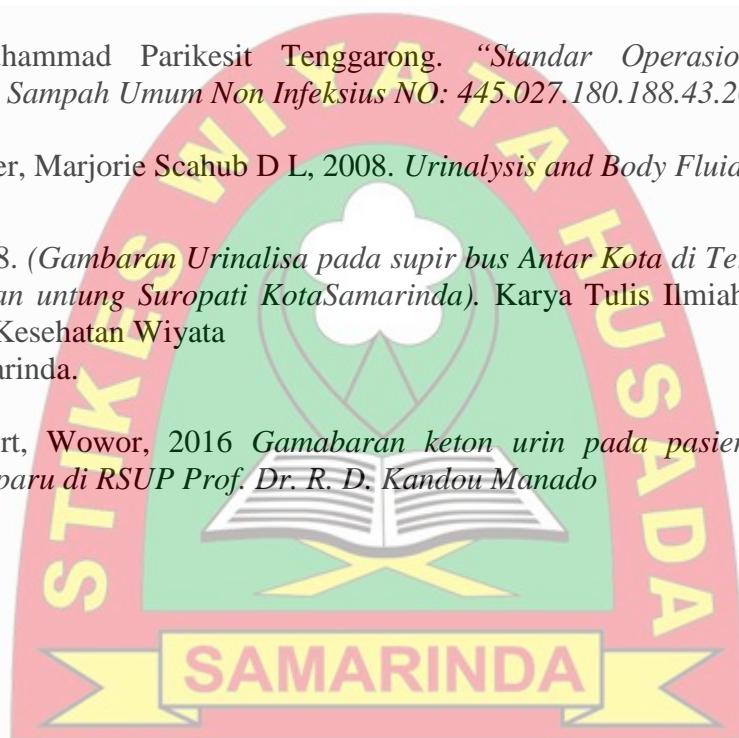 uhammad Parikesit Tenggarong. “Standar Operasio
Sampah Umum Non Infeksius NO: 445.027.180.188.43.2
er, Marjorie Scahub D L, 2008. Urinalysis and Body Fluid
8. (Gambaran Urinalisa pada supir bus Antar Kota di Te
an untung Suropati KotaSamarinda). Karya Tulis Ilmiah
Kesehatan Wiyata
arinda.
rt, Wowor, 2016 Gamabaran keton urin pada pasien
paru di RSUP Prof. Dr. R. D. Kandou Manado
STIKES WIYATA HUSADA
SAMARINDA